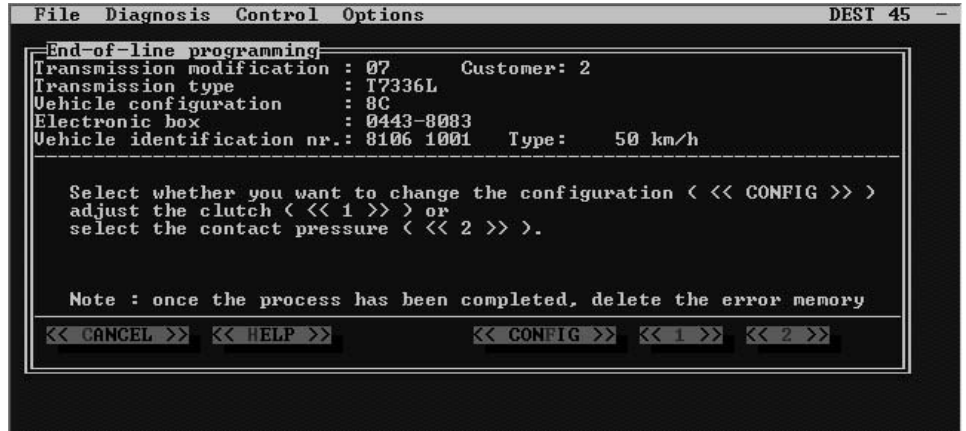 File Diagnosis Control Options DEST 45 -
End-of-line programming
Transmission modification : 07 Customer: 2
Transmission type : T7336L
Vehicle configuration : 8C
Electronic box : 0443-8083
Vehicle identification nr.: 8106 1001 Type: 50 km/h
Select whether you want to change the configuration ( << CONFIG >> )
adjust the clutch ( << 1 >> ) or
select the contact pressure ( << 2 >> ).
Note : once the process has been completed, delete the error memory
<< CANCEL >> << HELP >> << CONFIG >> << 1 >> << 2 >>